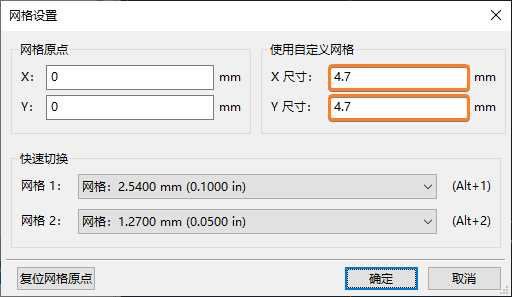 网格设置
网格原点
X： 0 mm
Y： 0 mm
使用自定义网格
X 尺寸： 4.7 mm
Y 尺寸： 4.7 mm
快速切换
网格 1： 网格：2.5400 mm (0.1000 in) (Alt+1)
网格 2： 网格：1.2700 mm (0.0500 in) (Alt+2)
复位网格原点 确定 取消